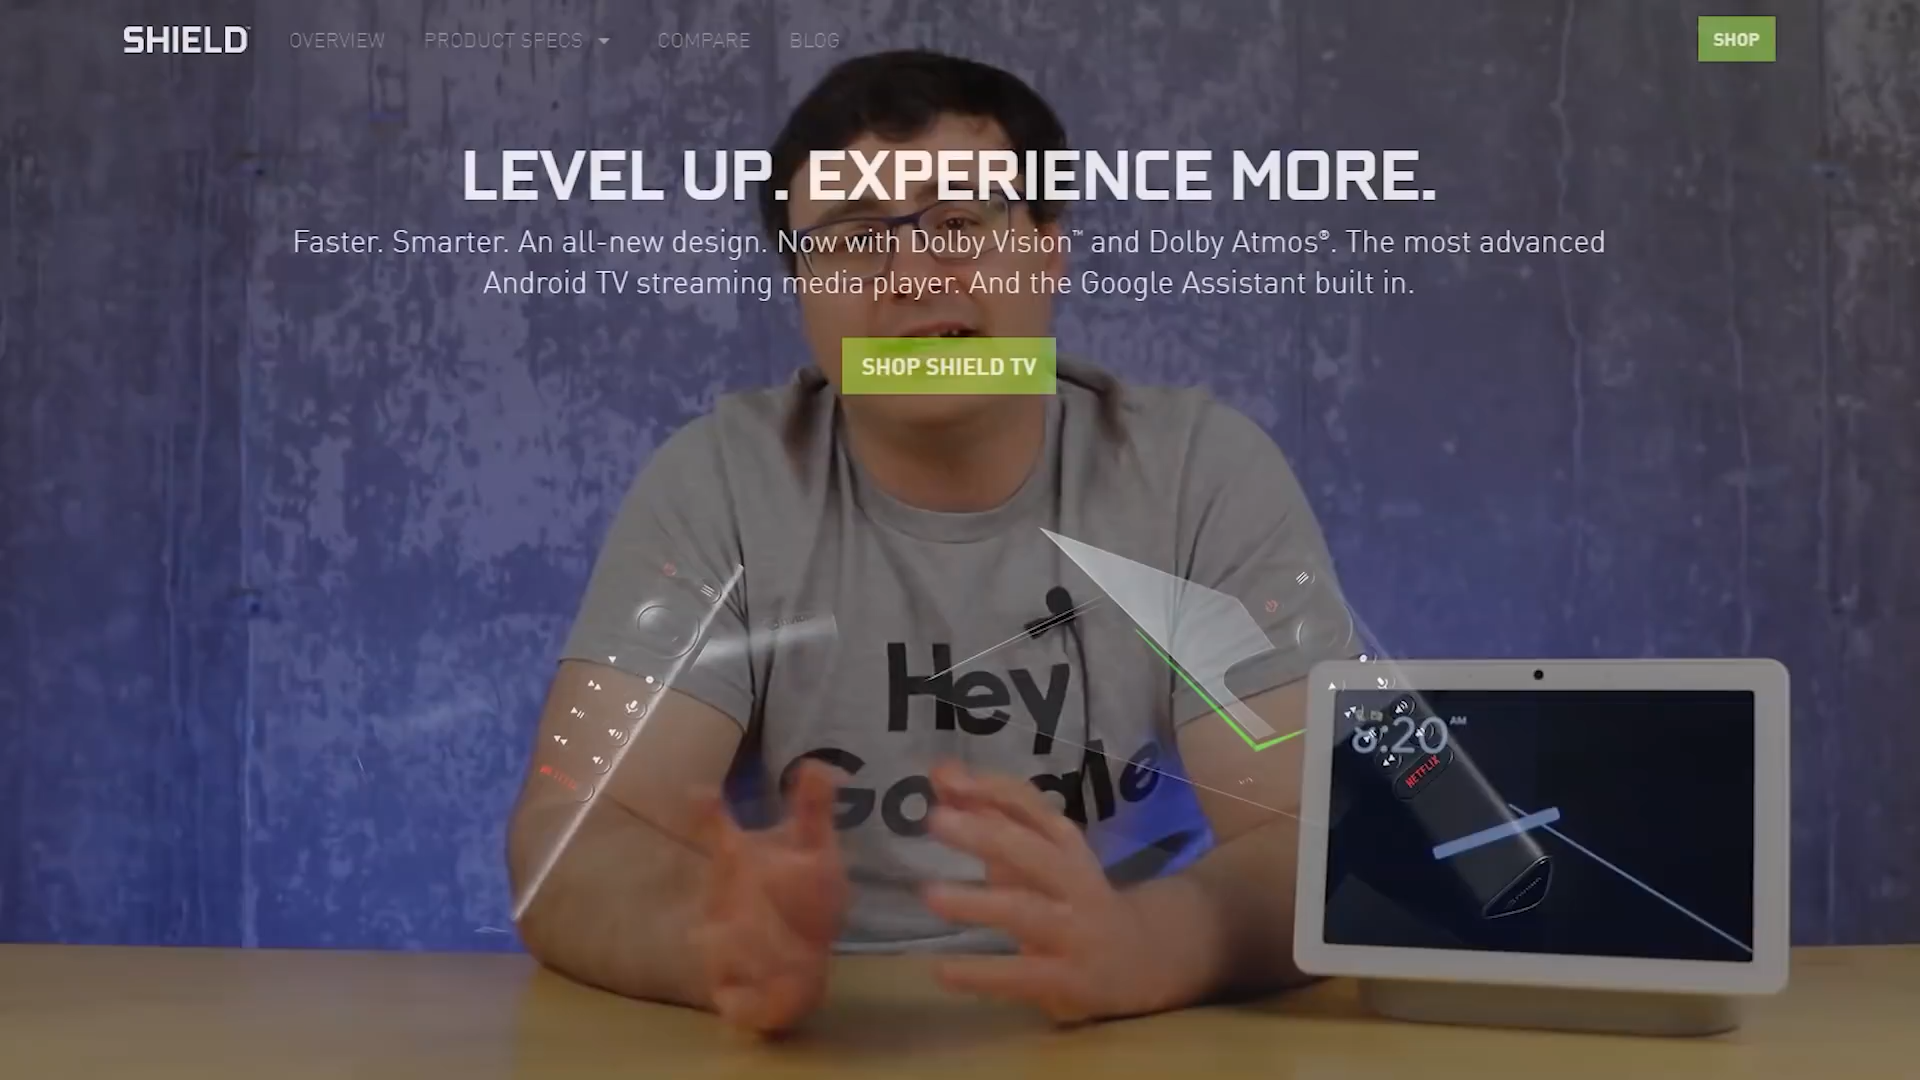 SHIELD
OVERVIEW
PRODUCT SPECS
COMPARE
BLOG
SHOP
LEVEL UP. EXPERIENCE MORE.
Faster. Smarter. An all-new design. Now with Dolby Vision™ and Dolby Atmos®. The most advanced
Android TV streaming media player. And the Google Assistant built in.
SHOP SHIELD TV
Hey
Google
8:20 AM
NETFLIX